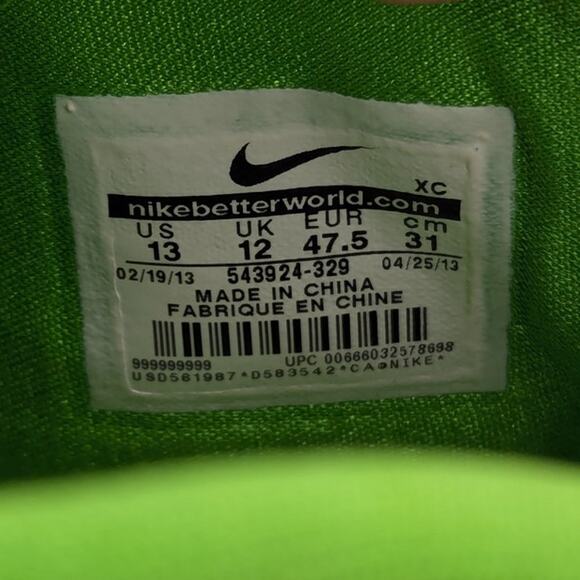 XC
nikebetterworld.com
US UK EUR cm
13 12 47.5 31
02/19/13 543924-329 04/25/13
MADE IN CHINA
FABRIQUE EN CHINE
999999999 UPC 00666032578698
USD561987*D583542*CA®NIKE*